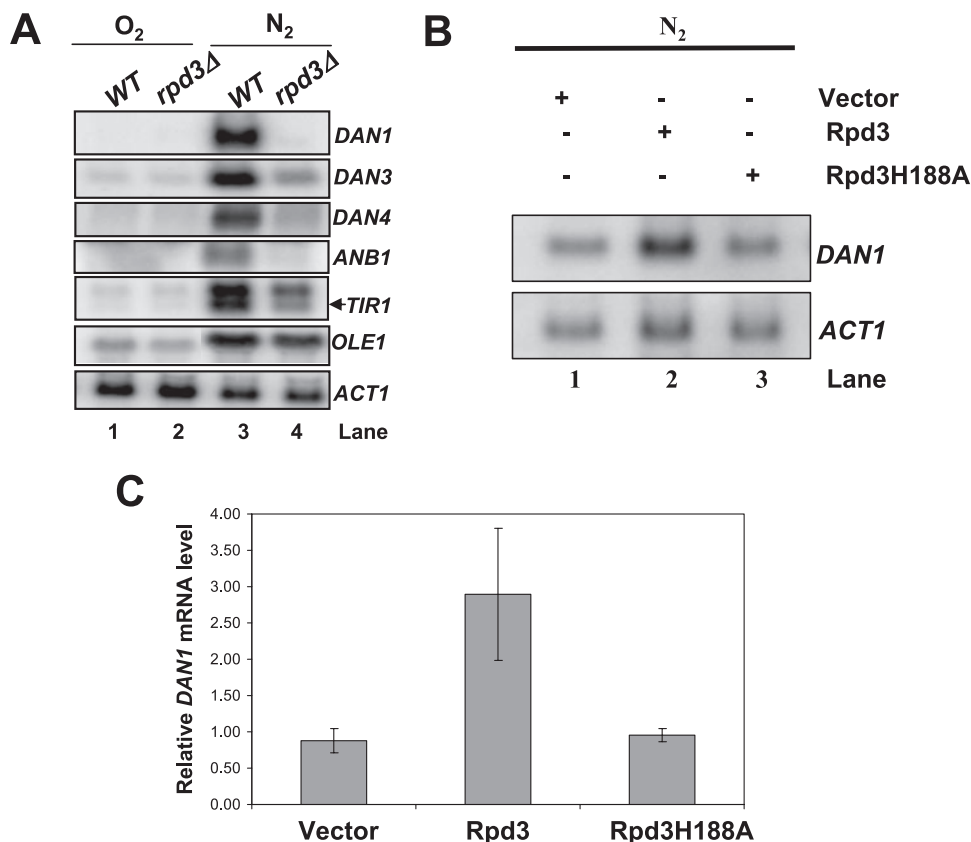 A
O2
N2
WT
rpd3Δ
WT
rpd3Δ
DAN1
DAN3
DAN4
ANB1
TIR1
OLE1
ACT1
1 2 3 4 Lane
B
N2
+ - - Vector
- + - Rpd3
- - + Rpd3H188A
DAN1
ACT1
1 2 3 Lane
C
Relative DAN1 mRNA level
4.00
3.50
3.00
2.50
2.00
1.50
1.00
0.50
0.00
Vector Rpd3 Rpd3H188A